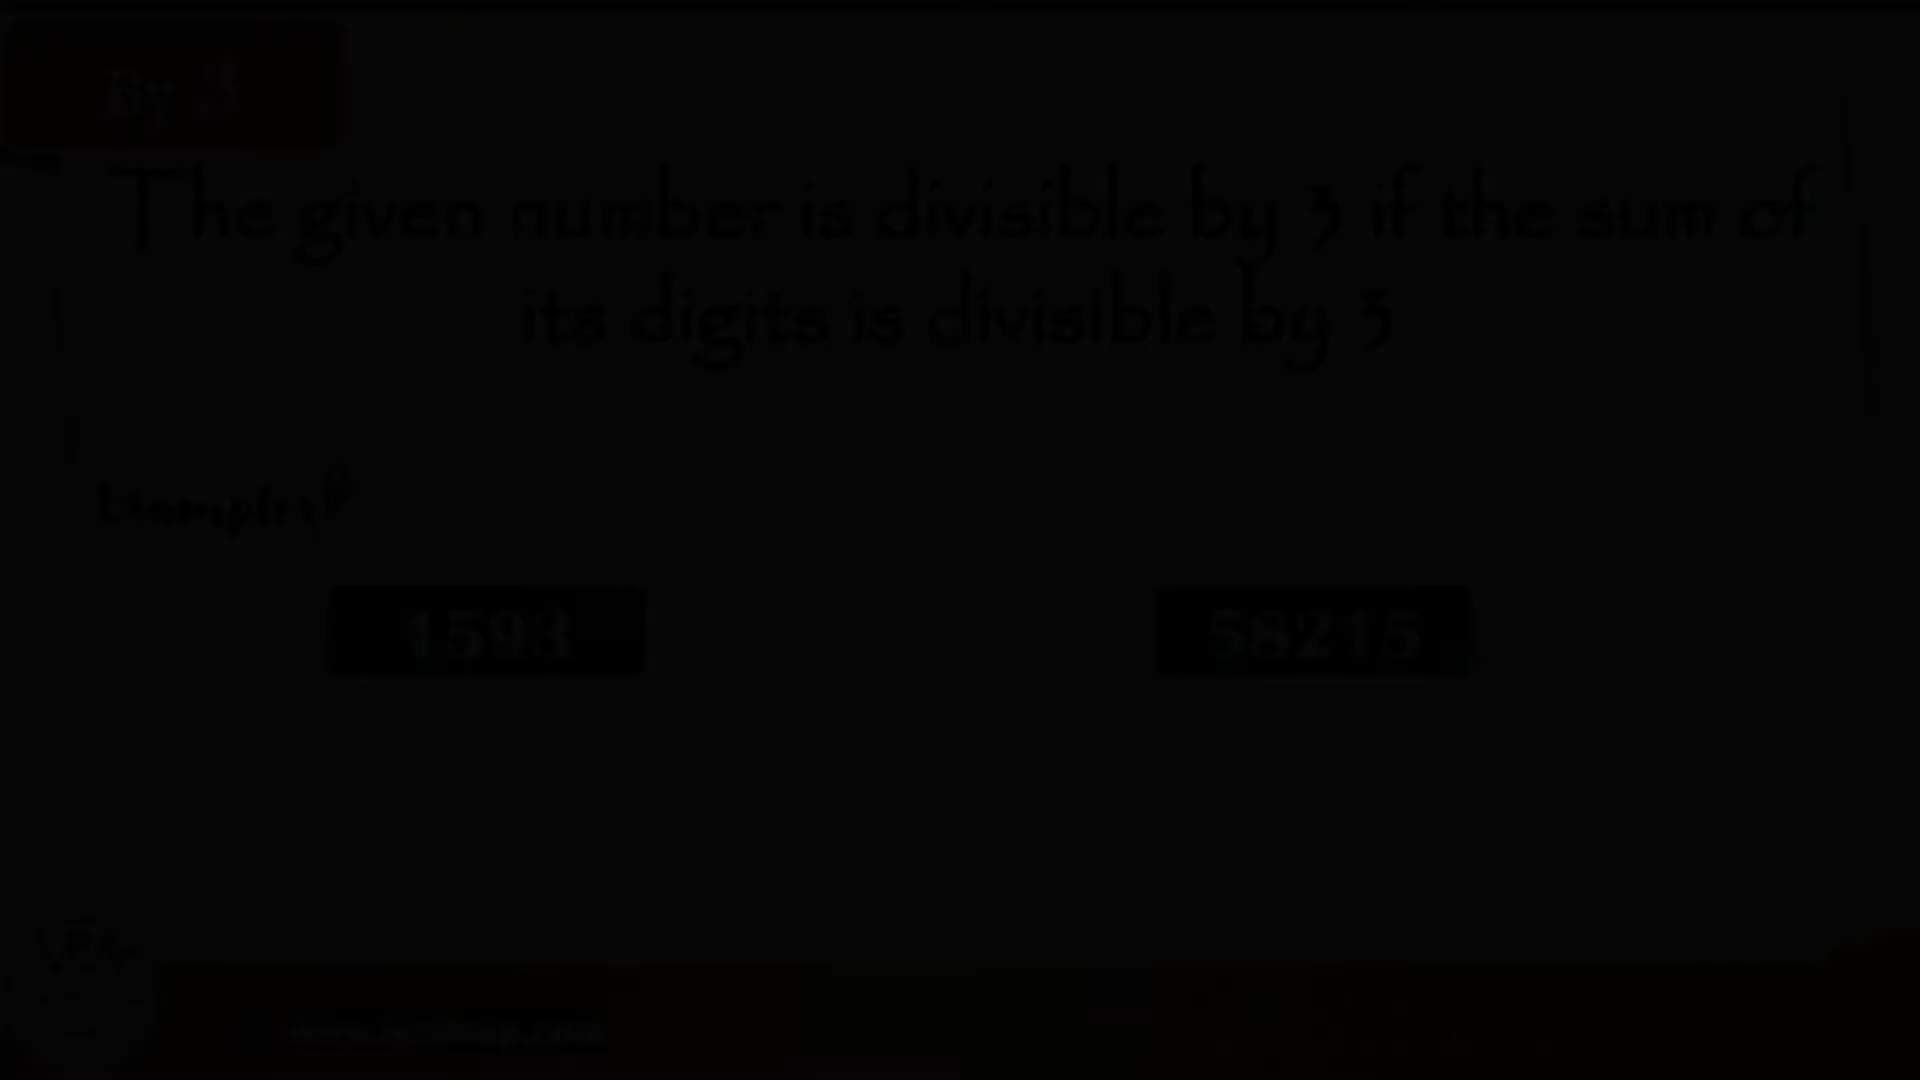 By 3
The given number is divisible by 3 if the sum of
its digits is divisible by 3
Examples
1593
58215